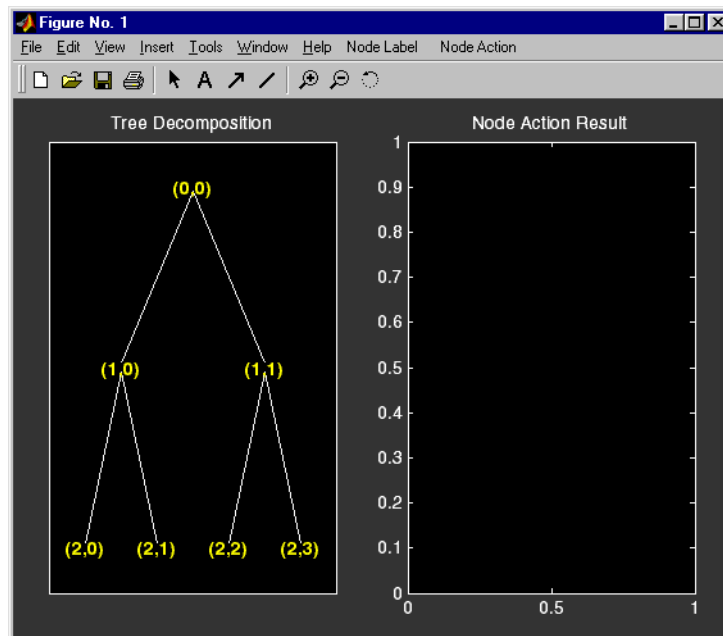 Figure No. 1
File Edit View Insert Tools Window Help Node Label Node Action
A
Tree Decomposition
(0,0)
(1,0) (1,1)
(2,0) (2,1) (2,2) (2,3)
Node Action Result
1
0.9
0.8
0.7
0.6
0.5
0.4
0.3
0.2
0.1
0
0 0.5 1